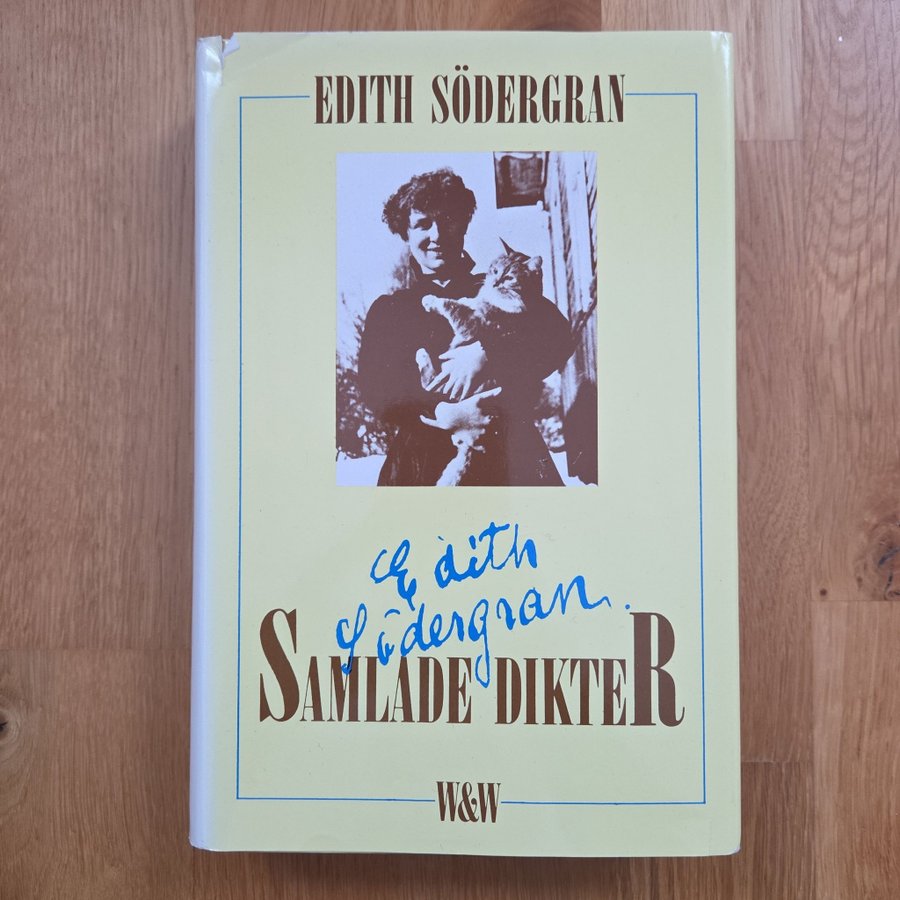 EDITH SÖDERGRAN
Edith
Södergran.
SAMLADE DIKTER
W&W